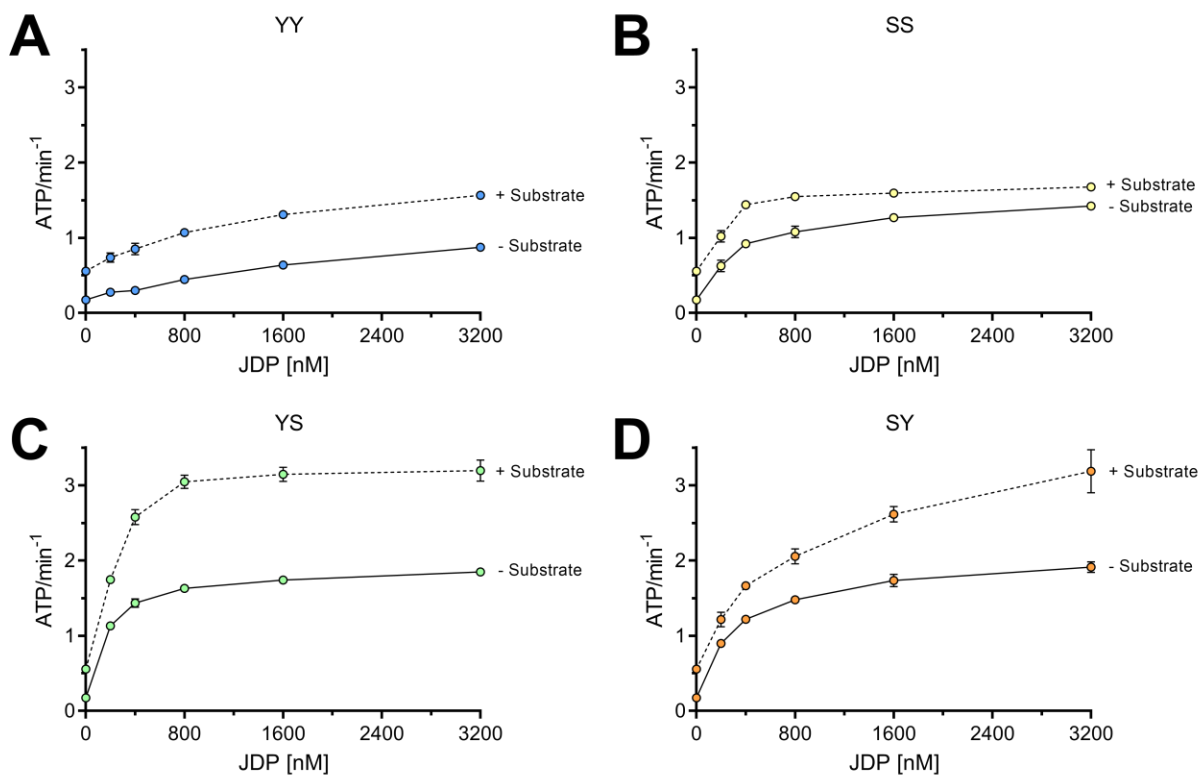 A
YY
ATP/min-1
3
2
1
0
+ Substrate
- Substrate
0 800 1600 2400 3200
JDP [nM]
B
SS
ATP/min-1
3
2
1
0
+ Substrate
- Substrate
0 800 1600 2400 3200
JDP [nM]
C
YS
ATP/min-1
3
2
1
0
+ Substrate
- Substrate
0 800 1600 2400 3200
JDP [nM]
D
SY
ATP/min-1
3
2
1
0
+ Substrate
- Substrate
0 800 1600 2400 3200
JDP [nM]